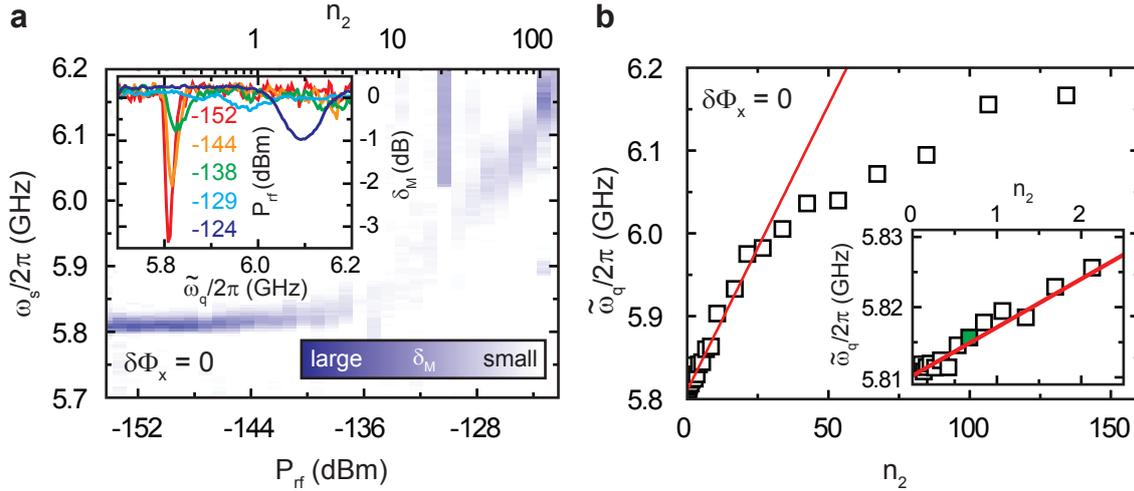 a
n₂
1 10 100
6.2
6.1
6.0
5.9
5.8
5.7
ωs/2π (GHz)
-152 -144 -136 -128
Prf (dBm)
0
-1
-2
-3
δM (dB)
-152
-144
-138
-129
-124
Prf (dBm)
5.8 6.0 6.2
ω̃q/2π (GHz)
δΦx = 0
large δM small
b
δΦx = 0
6.2
6.1
6.0
5.9
5.8
ω̃q/2π (GHz)
0 50 100 150
n₂
n₂
0 1 2
5.83
5.82
5.81
ω̃q/2π (GHz)